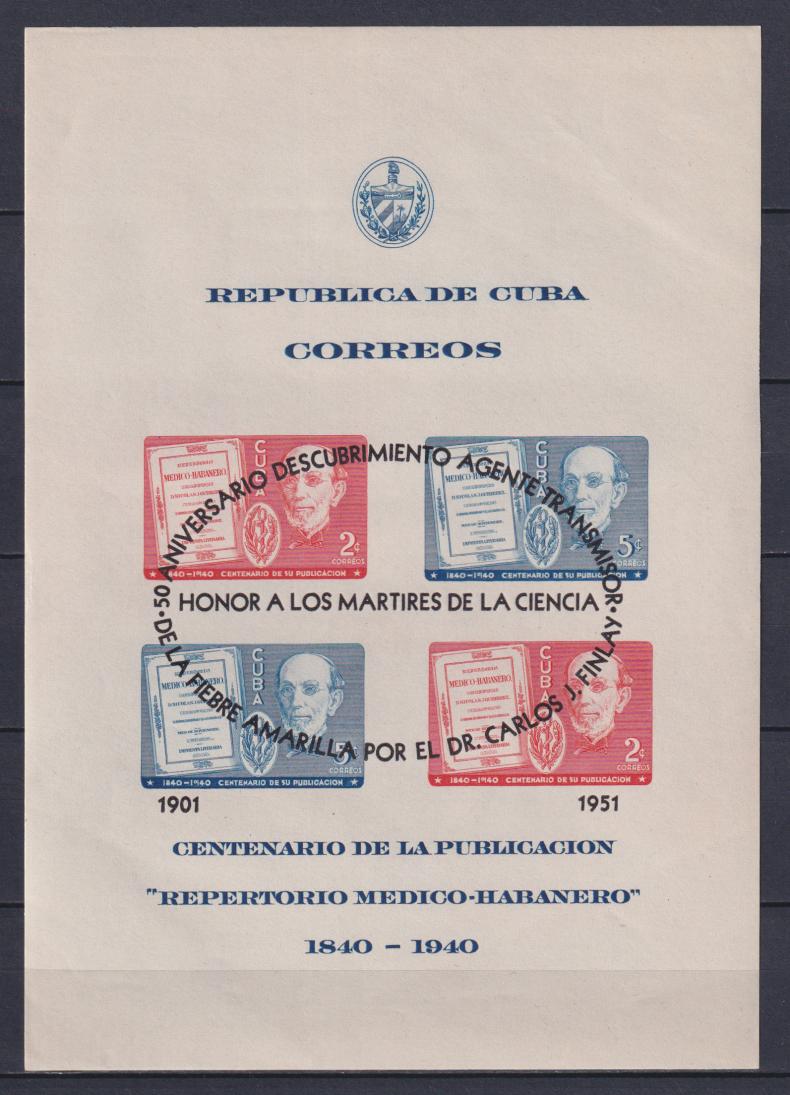 REPUBLICA DE CUBA
CORREOS
MEDICO-HABANERO.
CUBA
2¢
CORREOS
1840-1940 CENTENARIO DE SU PUBLICACION
MEDICO-HABANERO.
CUBA
5¢
CORREOS
1840-1940 CENTENARIO DE SU PUBLICACION
·50 ANIVERSARIO DESCUBRIMIENTO AGENTE TRANSMISOR·
HONOR A LOS MARTIRES DE LA CIENCIA
DE LA FIEBRE AMARILLA POR EL DR. CARLOS J. FINLAY
MEDICO-HABANERO.
CUBA
5¢
CORREOS
1840-1940 CENTENARIO DE SU PUBLICACION
MEDICO-HABANERO.
CUBA
2¢
CORREOS
1840-1940 CENTENARIO DE SU PUBLICACION
1901 1951
CENTENARIO DE LA PUBLICACION
"REPERTORIO MEDICO-HABANERO"
1840 - 1940